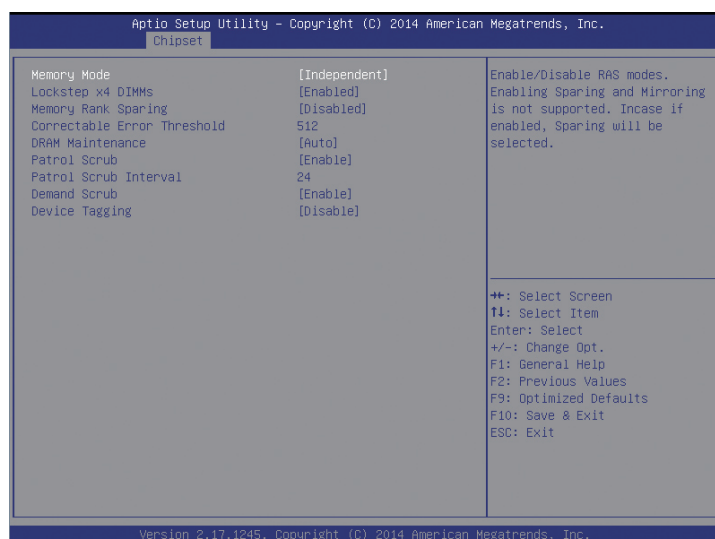 Aptio Setup Utility – Copyright (C) 2014 American Megatrends, Inc.
Chipset
Memory Mode [Independent]
Lockstep x4 DIMMs [Enabled]
Memory Rank Sparing [Disabled]
Correctable Error Threshold 512
DRAM Maintenance [Auto]
Patrol Scrub [Enable]
Patrol Scrub Interval 24
Demand Scrub [Enable]
Device Tagging [Disable]
Enable/Disable RAS modes.
Enabling Sparing and Mirroring
is not supported. Incase if
enabled, Sparing will be
selected.
→←: Select Screen
↑↓: Select Item
Enter: Select
+/-: Change Opt.
F1: General Help
F2: Previous Values
F9: Optimized Defaults
F10: Save & Exit
ESC: Exit
Version 2.17.1245. Copyright (C) 2014 American Megatrends, Inc.